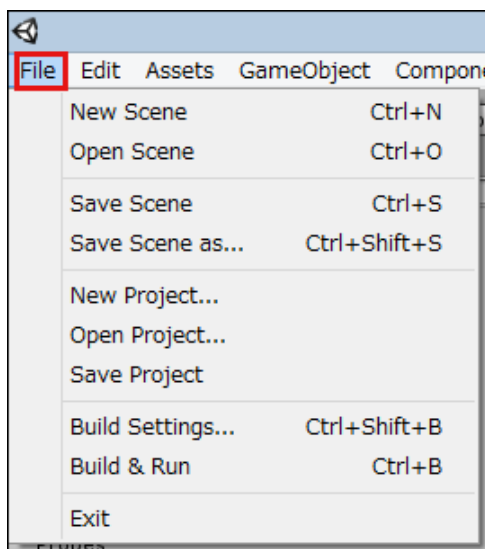 File Edit Assets GameObject Compone
New Scene Ctrl+N
Open Scene Ctrl+O
Save Scene Ctrl+S
Save Scene as... Ctrl+Shift+S
New Project...
Open Project...
Save Project
Build Settings... Ctrl+Shift+B
Build & Run Ctrl+B
Exit